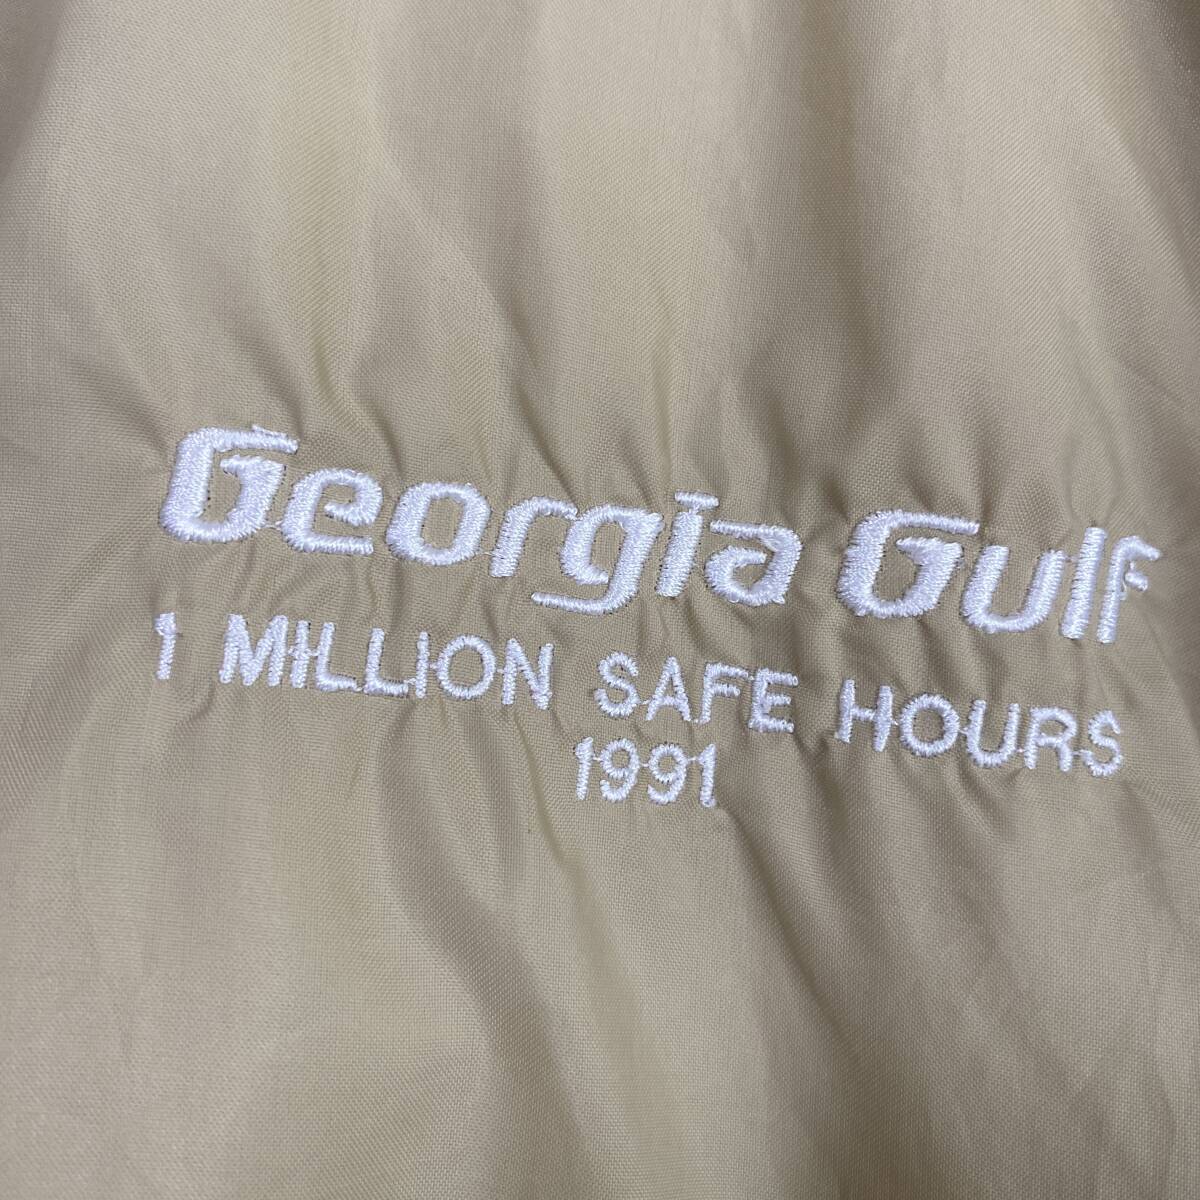 Georgia Gulf
1 MILLION SAFE HOURS
1991